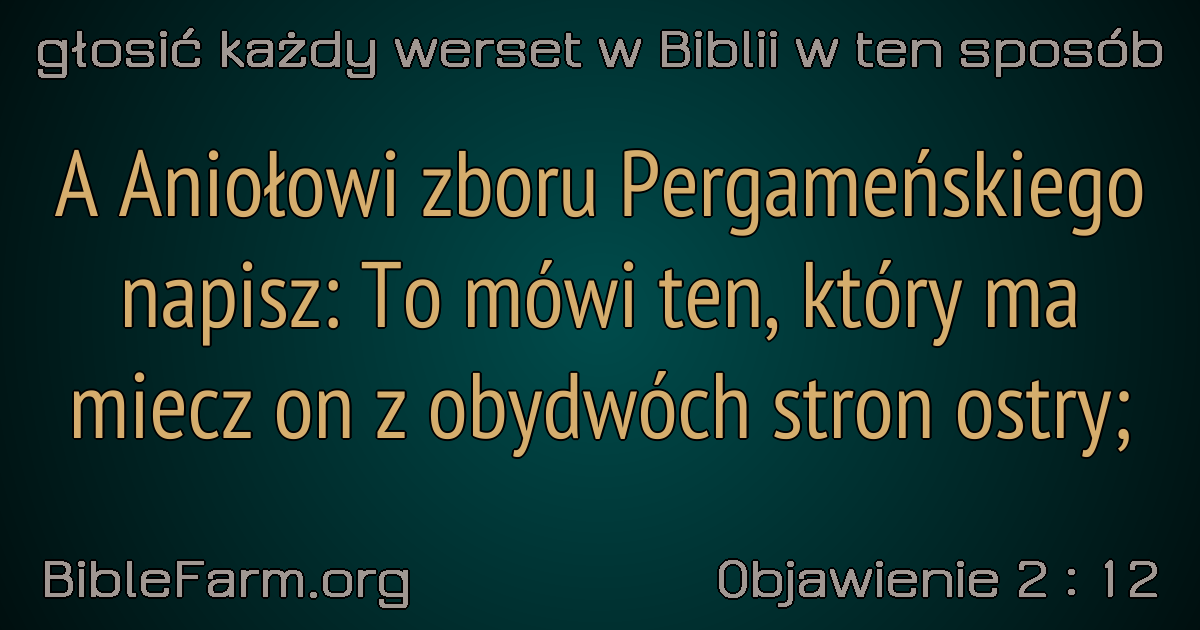 głosić każdy werset w Biblii w ten sposób
A Aniołowi zboru Pergameńskiego
napisz: To mówi ten, który ma
miecz on z obydwóch stron ostry;
BibleFarm.org
Objawienie 2 : 12